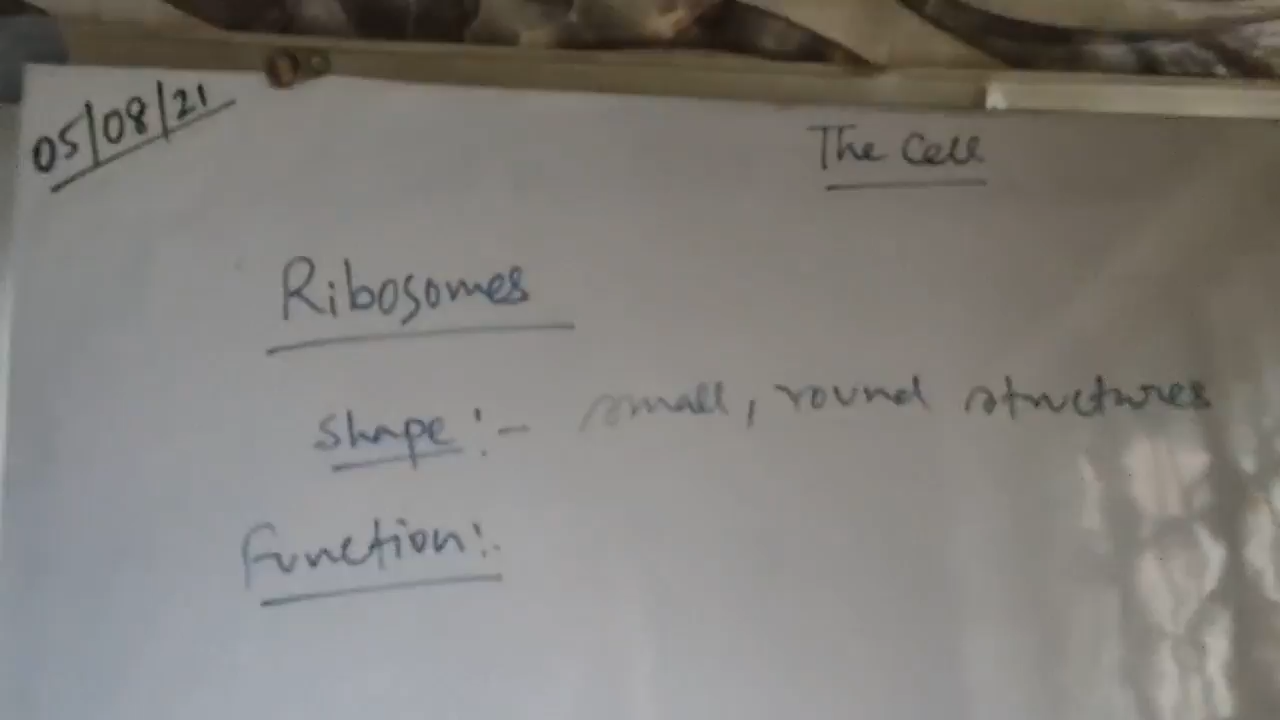 05/08/21
The Cell
Ribosomes
Shape:- small, round structures
Function:-